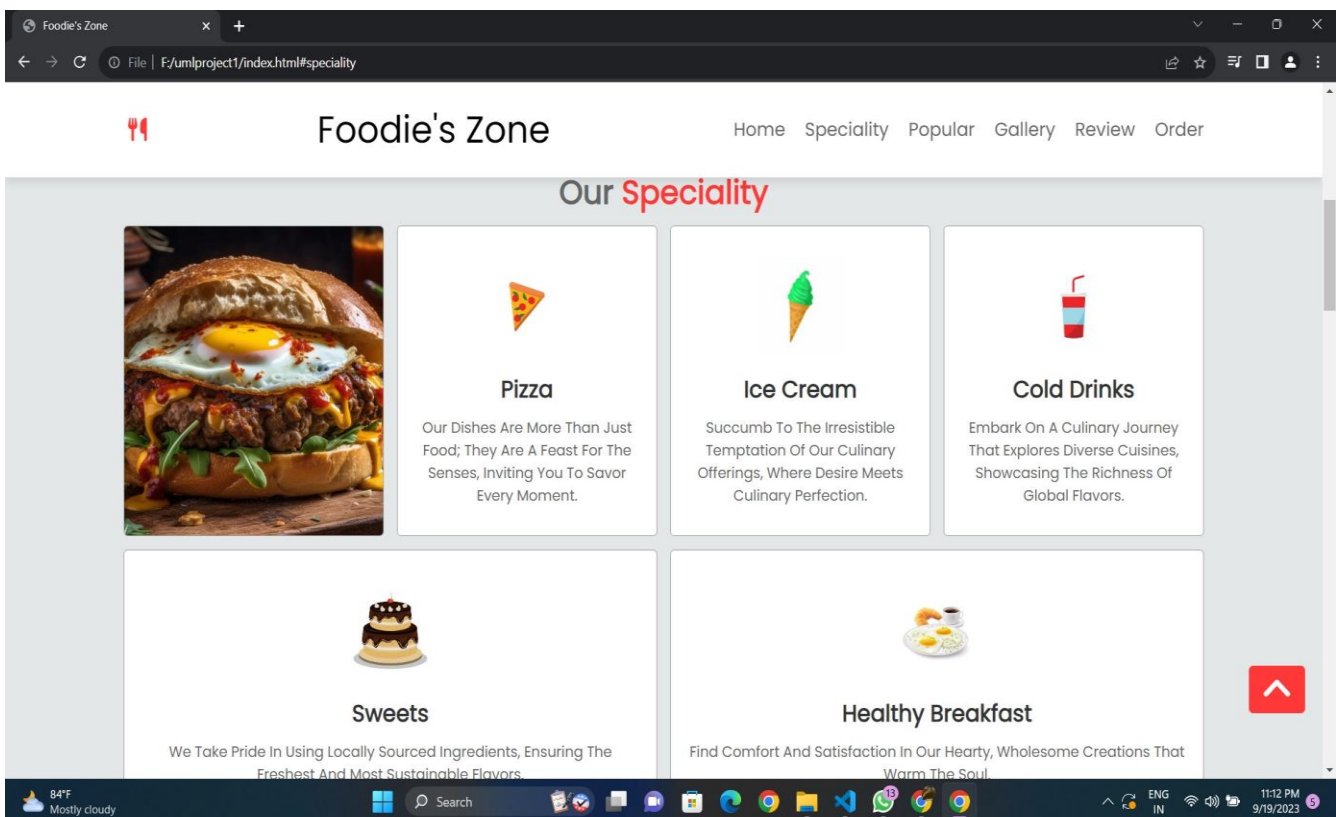 Foodie's Zone
File | F:/umlproject1/index.html#speciality
Foodie's Zone
Home Speciality Popular Gallery Review Order
Our Speciality
Pizza
Our Dishes Are More Than Just
Food; They Are A Feast For The
Senses, Inviting You To Savor
Every Moment.
Ice Cream
Succumb To The Irresistible
Temptation Of Our Culinary
Offerings, Where Desire Meets
Culinary Perfection.
Cold Drinks
Embark On A Culinary Journey
That Explores Diverse Cuisines,
Showcasing The Richness Of
Global Flavors.
Sweets
We Take Pride In Using Locally Sourced Ingredients, Ensuring The
Freshest And Most Sustainable Flavors.
Healthy Breakfast
Find Comfort And Satisfaction In Our Hearty, Wholesome Creations That
Warm The Soul.
84°F
Mostly cloudy
Search
13
ENG
IN
11:12 PM
9/19/2023
5